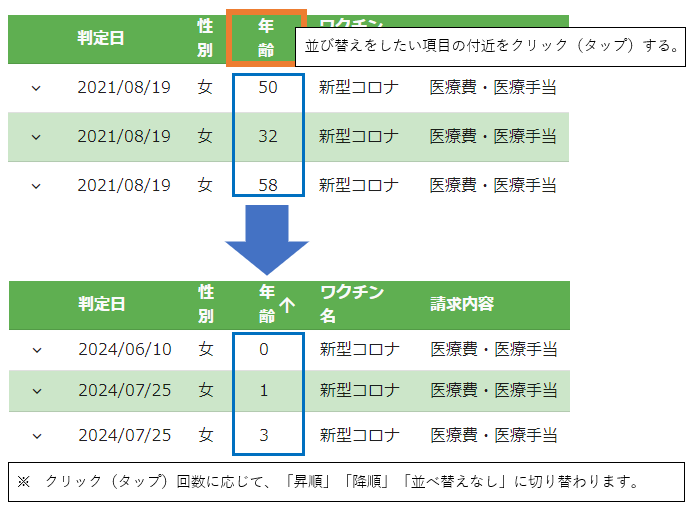 判定日 性別 年齢 ワクチン
並び替えをしたい項目の付近をクリック（タップ）する。
2021/08/19 女 50 新型コロナ 医療費・医療手当
2021/08/19 女 32 新型コロナ 医療費・医療手当
2021/08/19 女 58 新型コロナ 医療費・医療手当
判定日 性別 年齢↑ ワクチン名 請求内容
2024/06/10 女 0 新型コロナ 医療費・医療手当
2024/07/25 女 1 新型コロナ 医療費・医療手当
2024/07/25 女 3 新型コロナ 医療費・医療手当
※　クリック（タップ）回数に応じて、「昇順」「降順」「並べ替えなし」に切り替わります。